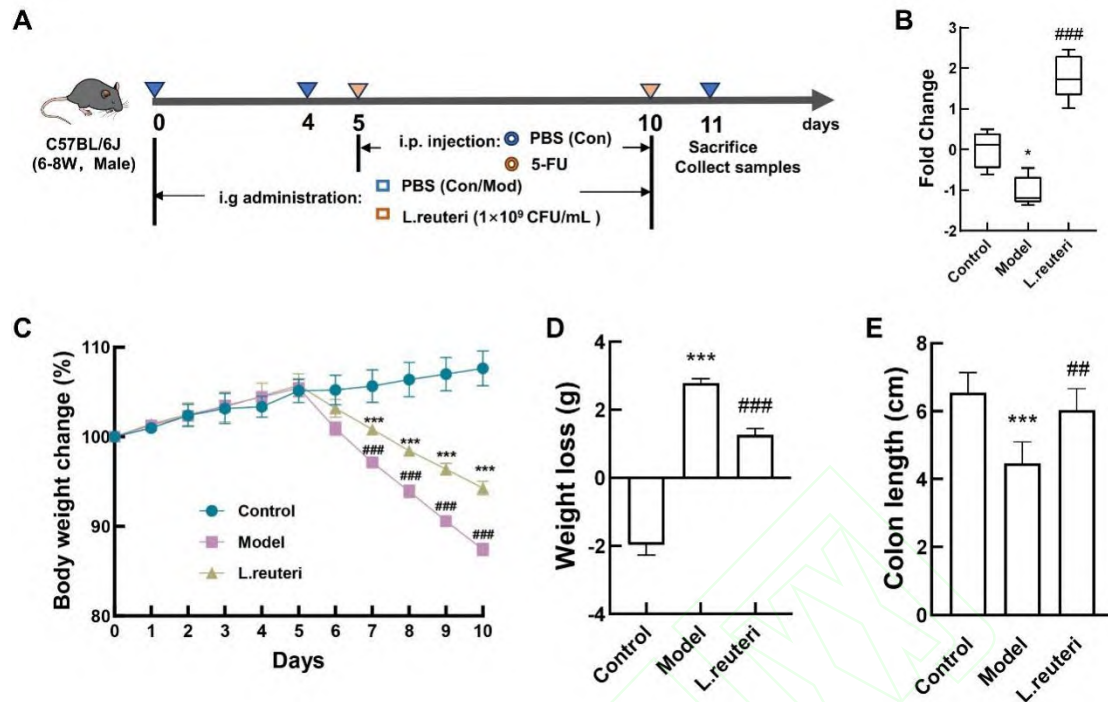 A
0
4
5
10
11
days
C57BL/6J
(6-8W, Male)
i.p. injection:
PBS (Con)
5-FU
Sacrifice
Collect samples
i.g administration:
PBS (Con/Mod)
L.reuteri (1×10⁹ CFU/mL )
B
Fold Change
3
2
1
0
-1
-2
*
###
Control
Model
L.reuteri
C
Body weight change (%)
110
100
90
80
***
***
***
***
###
###
###
###
Control
Model
L.reuteri
0 1 2 3 4 5 6 7 8 9 10
Days
D
Weight loss (g)
4
2
0
-2
-4
***
###
Control
Model
L.reuteri
E
Colon length (cm)
8
6
4
2
0
***
##
Control
Model
L.reuteri